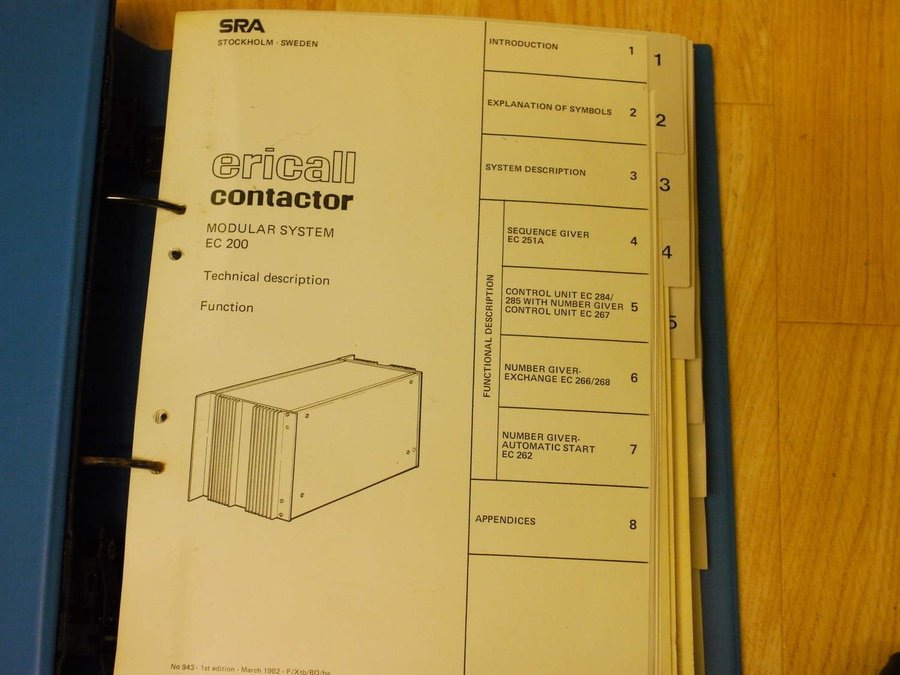 SRA
STOCKHOLM - SWEDEN
ericall
contactor
MODULAR SYSTEM
EC 200
Technical description
Function
No 943 - 1st edition - March 1982 -
INTRODUCTION 1
EXPLANATION OF SYMBOLS 2
SYSTEM DESCRIPTION 3
FUNCTIONAL DESCRIPTION
SEQUENCE GIVER
EC 251A 4
CONTROL UNIT EC 284/
285 WITH NUMBER GIVER 5
CONTROL UNIT EC 267
NUMBER GIVER-
EXCHANGE EC 266/268 6
NUMBER GIVER-
AUTOMATIC START 7
EC 262
APPENDICES 8
1
2
3
4
5